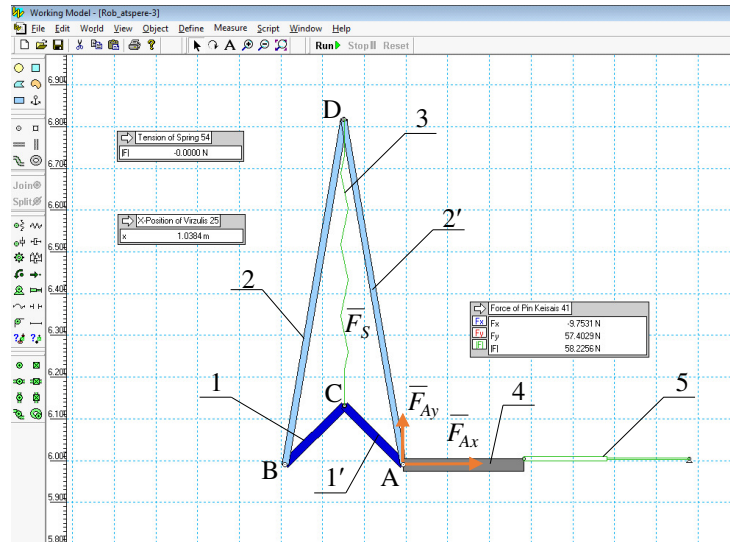 Working Model - [Rob_atspere-3]
File Edit World View Object Define Measure Script Window Help
A Run Stop Reset
6.900
6.800
6.700
6.600
6.500
6.400
6.300
6.200
6.100
6.000
5.900
5.800
Join
Split
Tension of Spring 54
|F| -0.0000 N
X-Position of Virzulis 25
x 1.0384 m
D
3
2'
2
F_S
Force of Pin Keisais 41
Fx Fx -9.7531 N
Fy Fy 57.4029 N
|F| |F| 58.2256 N
1
C
F_Ay
F_Ax
4
5
B
1'
A